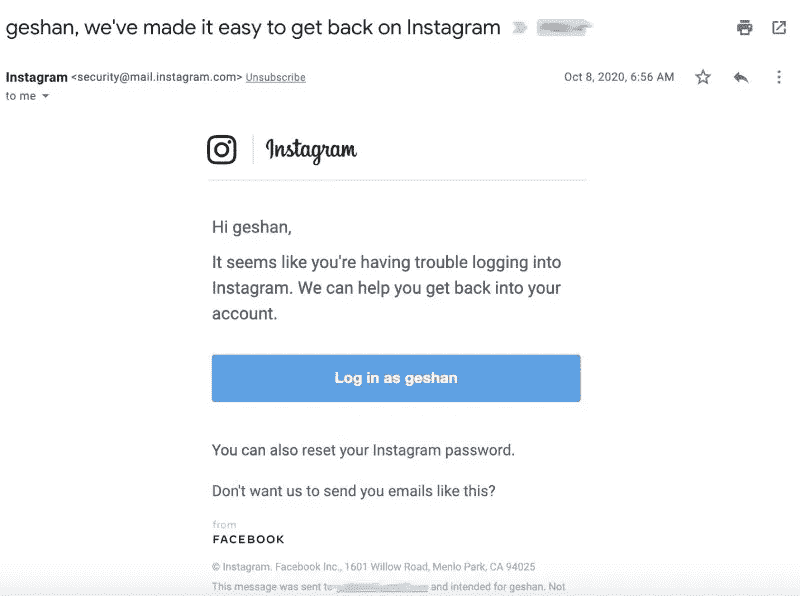 geshan, we've made it easy to get back on Instagram
Instagram <security@mail.instagram.com> Unsubscribe
Oct 8, 2020, 6:56 AM
to me
Instagram
Hi geshan,
It seems like you're having trouble logging into
Instagram. We can help you get back into your
account.
Log in as geshan
You can also reset your Instagram password.
Don't want us to send you emails like this?
from
FACEBOOK
© Instagram. Facebook Inc., 1601 Willow Road, Menlo Park, CA 94025
This message was sent to and intended for geshan. Not